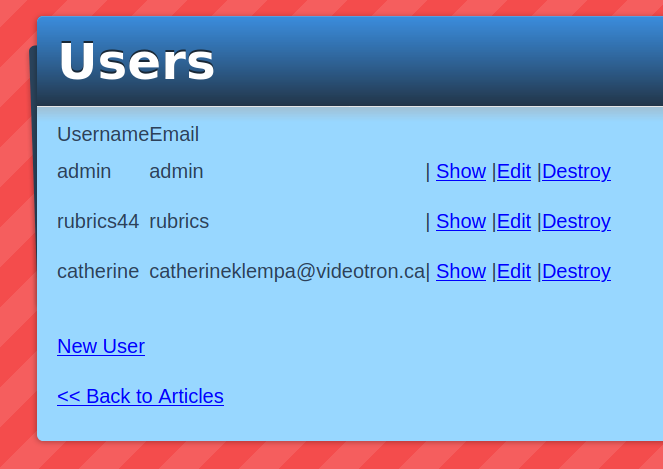 Users
Username Email
admin admin | Show | Edit | Destroy
rubrics44 rubrics | Show | Edit | Destroy
catherine catherineklempa@videotron.ca | Show | Edit | Destroy
New User
<< Back to Articles